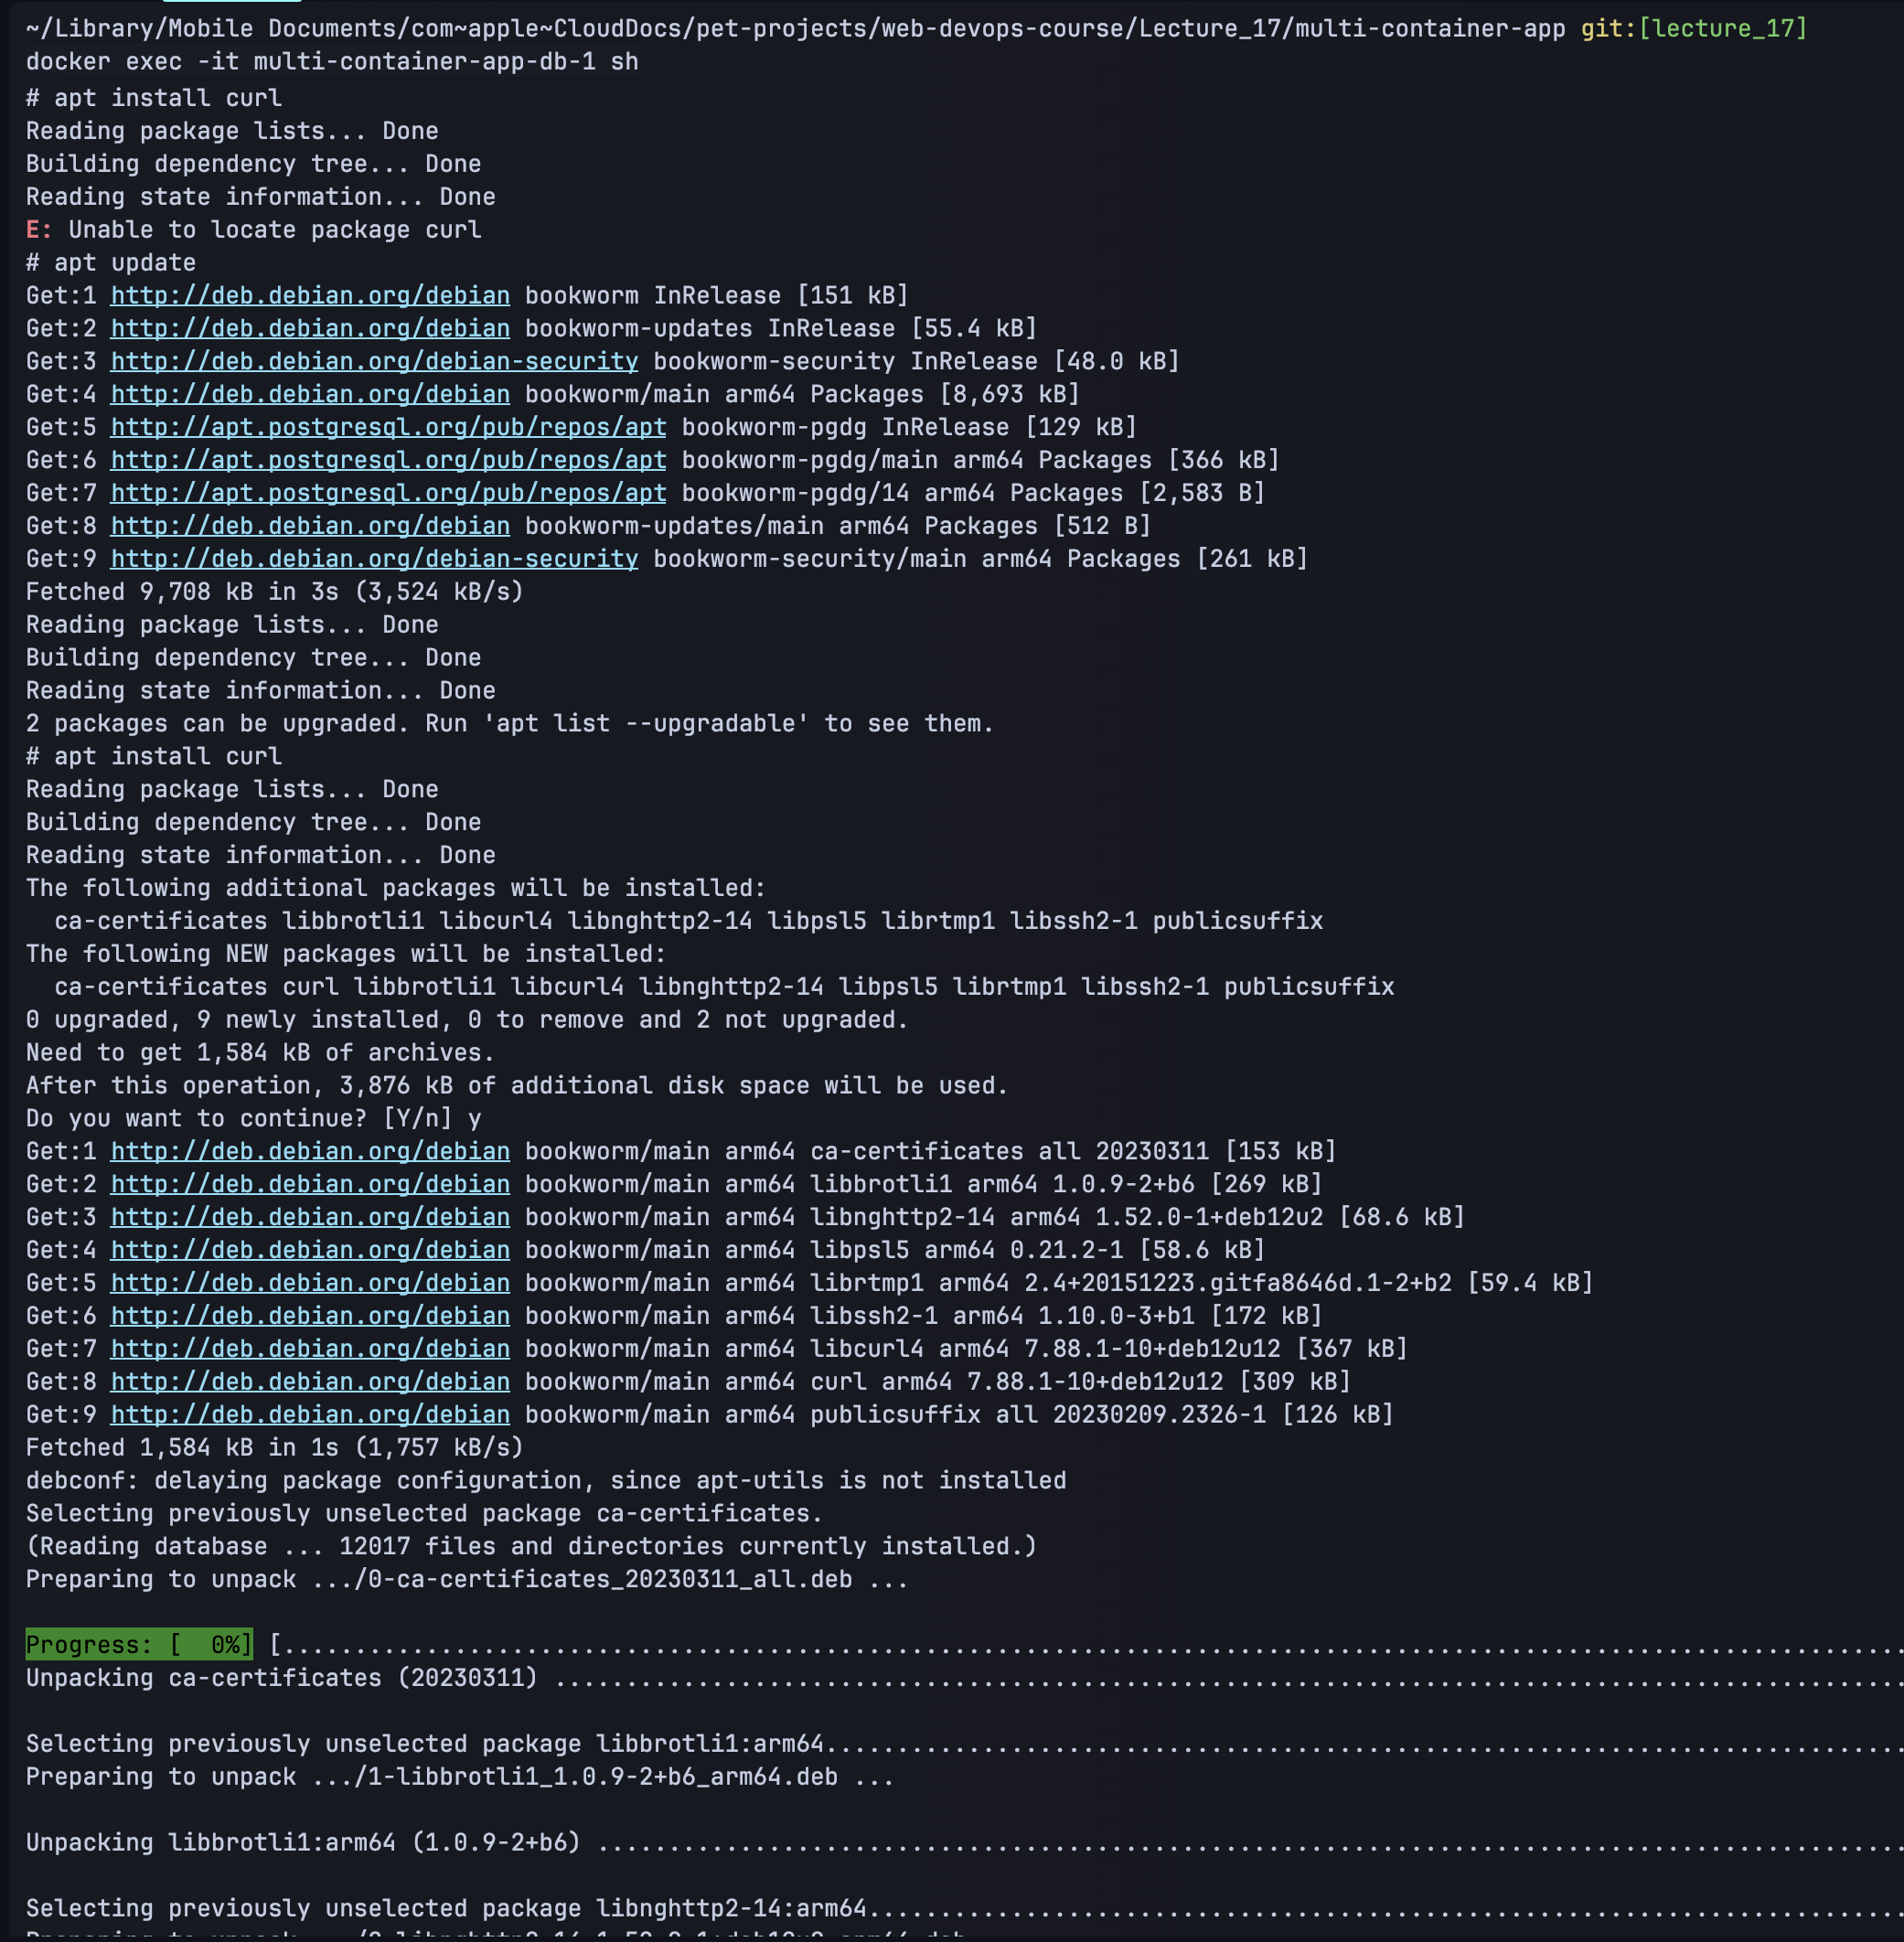 ~/Library/Mobile Documents/com~apple~CloudDocs/pet-projects/web-devops-course/Lecture_17/multi-container-app git:[lecture_17]
docker exec -it multi-container-app-db-1 sh
# apt install curl
Reading package lists... Done
Building dependency tree... Done
Reading state information... Done
E: Unable to locate package curl
# apt update
Get:1 http://deb.debian.org/debian bookworm InRelease [151 kB]
Get:2 http://deb.debian.org/debian bookworm-updates InRelease [55.4 kB]
Get:3 http://deb.debian.org/debian-security bookworm-security InRelease [48.0 kB]
Get:4 http://deb.debian.org/debian bookworm/main arm64 Packages [8,693 kB]
Get:5 http://apt.postgresql.org/pub/repos/apt bookworm-pgdg InRelease [129 kB]
Get:6 http://apt.postgresql.org/pub/repos/apt bookworm-pgdg/main arm64 Packages [366 kB]
Get:7 http://apt.postgresql.org/pub/repos/apt bookworm-pgdg/14 arm64 Packages [2,583 B]
Get:8 http://deb.debian.org/debian bookworm-updates/main arm64 Packages [512 B]
Get:9 http://deb.debian.org/debian-security bookworm-security/main arm64 Packages [261 kB]
Fetched 9,708 kB in 3s (3,524 kB/s)
Reading package lists... Done
Building dependency tree... Done
Reading state information... Done
2 packages can be upgraded. Run 'apt list --upgradable' to see them.
# apt install curl
Reading package lists... Done
Building dependency tree... Done
Reading state information... Done
The following additional packages will be installed:
  ca-certificates libbrotli1 libcurl4 libnghttp2-14 libpsl5 librtmp1 libssh2-1 publicsuffix
The following NEW packages will be installed:
  ca-certificates curl libbrotli1 libcurl4 libnghttp2-14 libpsl5 librtmp1 libssh2-1 publicsuffix
0 upgraded, 9 newly installed, 0 to remove and 2 not upgraded.
Need to get 1,584 kB of archives.
After this operation, 3,876 kB of additional disk space will be used.
Do you want to continue? [Y/n] y
Get:1 http://deb.debian.org/debian bookworm/main arm64 ca-certificates all 20230311 [153 kB]
Get:2 http://deb.debian.org/debian bookworm/main arm64 libbrotli1 arm64 1.0.9-2+b6 [269 kB]
Get:3 http://deb.debian.org/debian bookworm/main arm64 libnghttp2-14 arm64 1.52.0-1+deb12u2 [68.6 kB]
Get:4 http://deb.debian.org/debian bookworm/main arm64 libpsl5 arm64 0.21.2-1 [58.6 kB]
Get:5 http://deb.debian.org/debian bookworm/main arm64 librtmp1 arm64 2.4+20151223.gitfa8646d.1-2+b2 [59.4 kB]
Get:6 http://deb.debian.org/debian bookworm/main arm64 libssh2-1 arm64 1.10.0-3+b1 [172 kB]
Get:7 http://deb.debian.org/debian bookworm/main arm64 libcurl4 arm64 7.88.1-10+deb12u12 [367 kB]
Get:8 http://deb.debian.org/debian bookworm/main arm64 curl arm64 7.88.1-10+deb12u12 [309 kB]
Get:9 http://deb.debian.org/debian bookworm/main arm64 publicsuffix all 20230209.2326-1 [126 kB]
Fetched 1,584 kB in 1s (1,757 kB/s)
debconf: delaying package configuration, since apt-utils is not installed
Selecting previously unselected package ca-certificates.
(Reading database ... 12017 files and directories currently installed.)
Preparing to unpack .../0-ca-certificates_20230311_all.deb ...
Progress: [  0%] [..................................................................................................................
Unpacking ca-certificates (20230311) ...............................................................................................
Selecting previously unselected package libbrotli1:arm64............................................................................
Preparing to unpack .../1-libbrotli1_1.0.9-2+b6_arm64.deb ...
Unpacking libbrotli1:arm64 (1.0.9-2+b6) ............................................................................................
Selecting previously unselected package libnghttp2-14:arm64.........................................................................